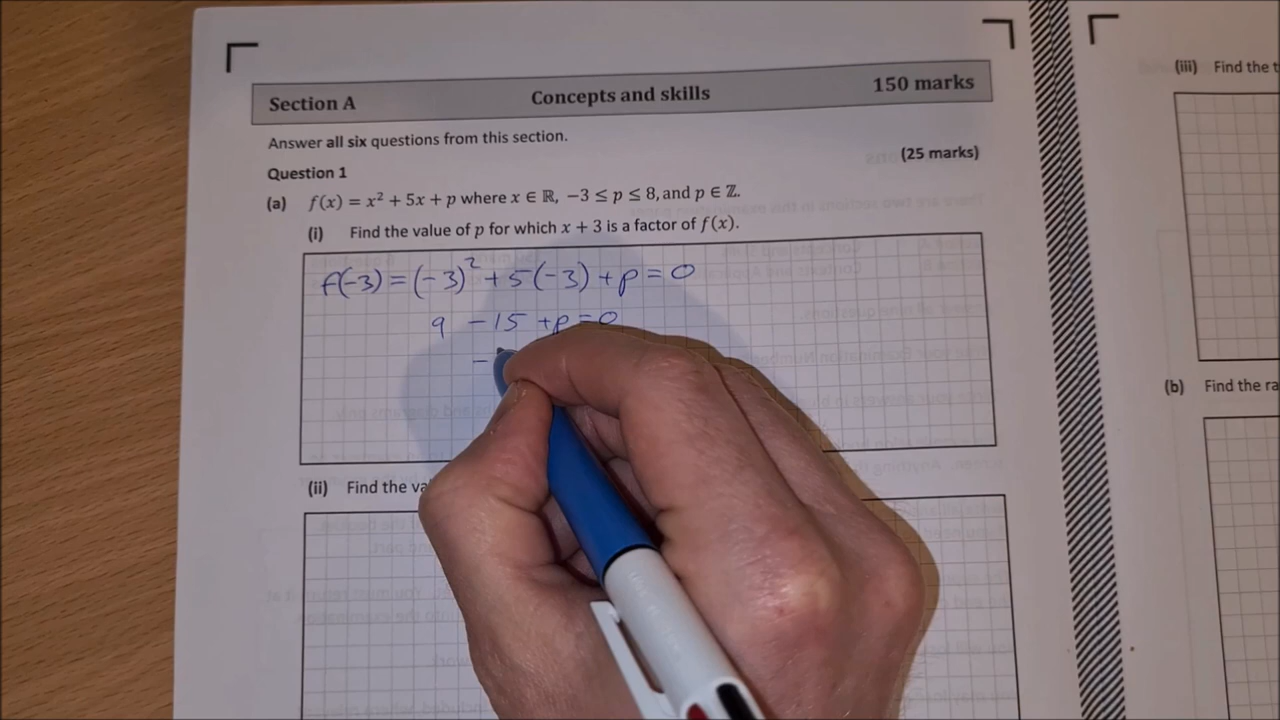 Section A Concepts and skills 150 marks
Answer all six questions from this section.
Question 1 (25 marks)
(a) f(x) = x² + 5x + p where x ∈ ℝ, −3 ≤ p ≤ 8, and p ∈ ℤ.
(i) Find the value of p for which x + 3 is a factor of f(x).
f(-3) = (-3)² + 5(-3) + p = 0
9 -15 + p = 0
-
(ii) Find the
(iii) Find the
(b) Find the